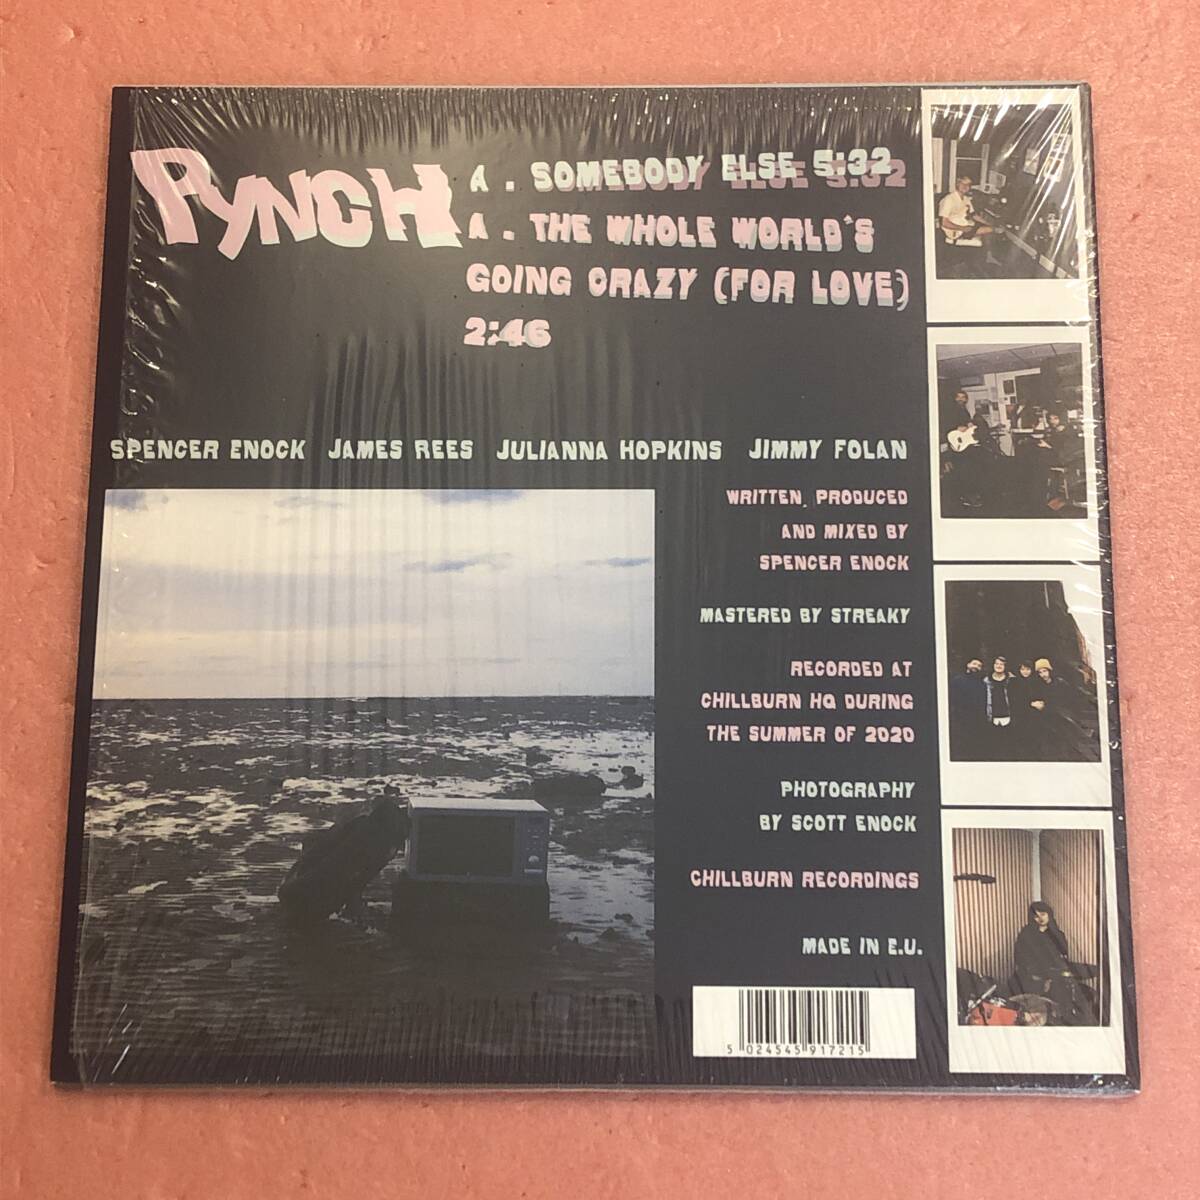 PYNCH
A . SOMEBODY ELSE 5:32
A . THE WHOLE WORLD'S
GOING CRAZY (FOR LOVE)
2:46
SPENCER ENOCK JAMES REES JULIANNA HOPKINS JIMMY FOLAN
WRITTEN, PRODUCED
AND MIXED BY
SPENCER ENOCK
MASTERED BY STREAKY
RECORDED AT
CHILLBURN HQ DURING
THE SUMMER OF 2020
PHOTOGRAPHY
BY SCOTT ENOCK
CHILLBURN RECORDINGS
MADE IN E.U.
5 024545 917215